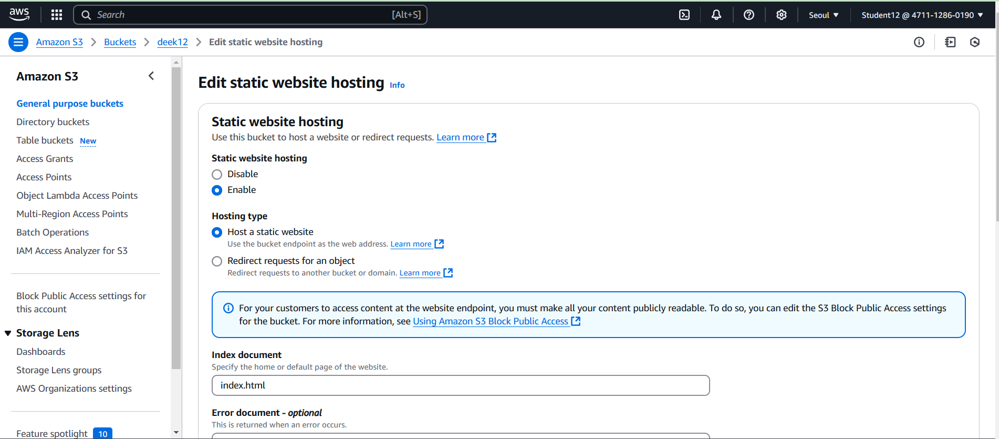 aws
Search
[Alt+S]
Seoul
Student12 @ 4711-1286-0190
Amazon S3
Buckets
deek12
Edit static website hosting
Amazon S3
General purpose buckets
Directory buckets
Table buckets New
Access Grants
Access Points
Object Lambda Access Points
Multi-Region Access Points
Batch Operations
IAM Access Analyzer for S3
Block Public Access settings for
this account
Storage Lens
Dashboards
Storage Lens groups
AWS Organizations settings
Feature spotlight 10
Edit static website hosting Info
Static website hosting
Use this bucket to host a website or redirect requests. Learn more
Static website hosting
Disable
Enable
Hosting type
Host a static website
Use the bucket endpoint as the web address. Learn more
Redirect requests for an object
Redirect requests to another bucket or domain. Learn more
For your customers to access content at the website endpoint, you must make all your content publicly readable. To do so, you can edit the S3 Block Public Access settings
for the bucket. For more information, see Using Amazon S3 Block Public Access
Index document
Specify the home or default page of the website.
index.html
Error document - optional
This is returned when an error occurs.